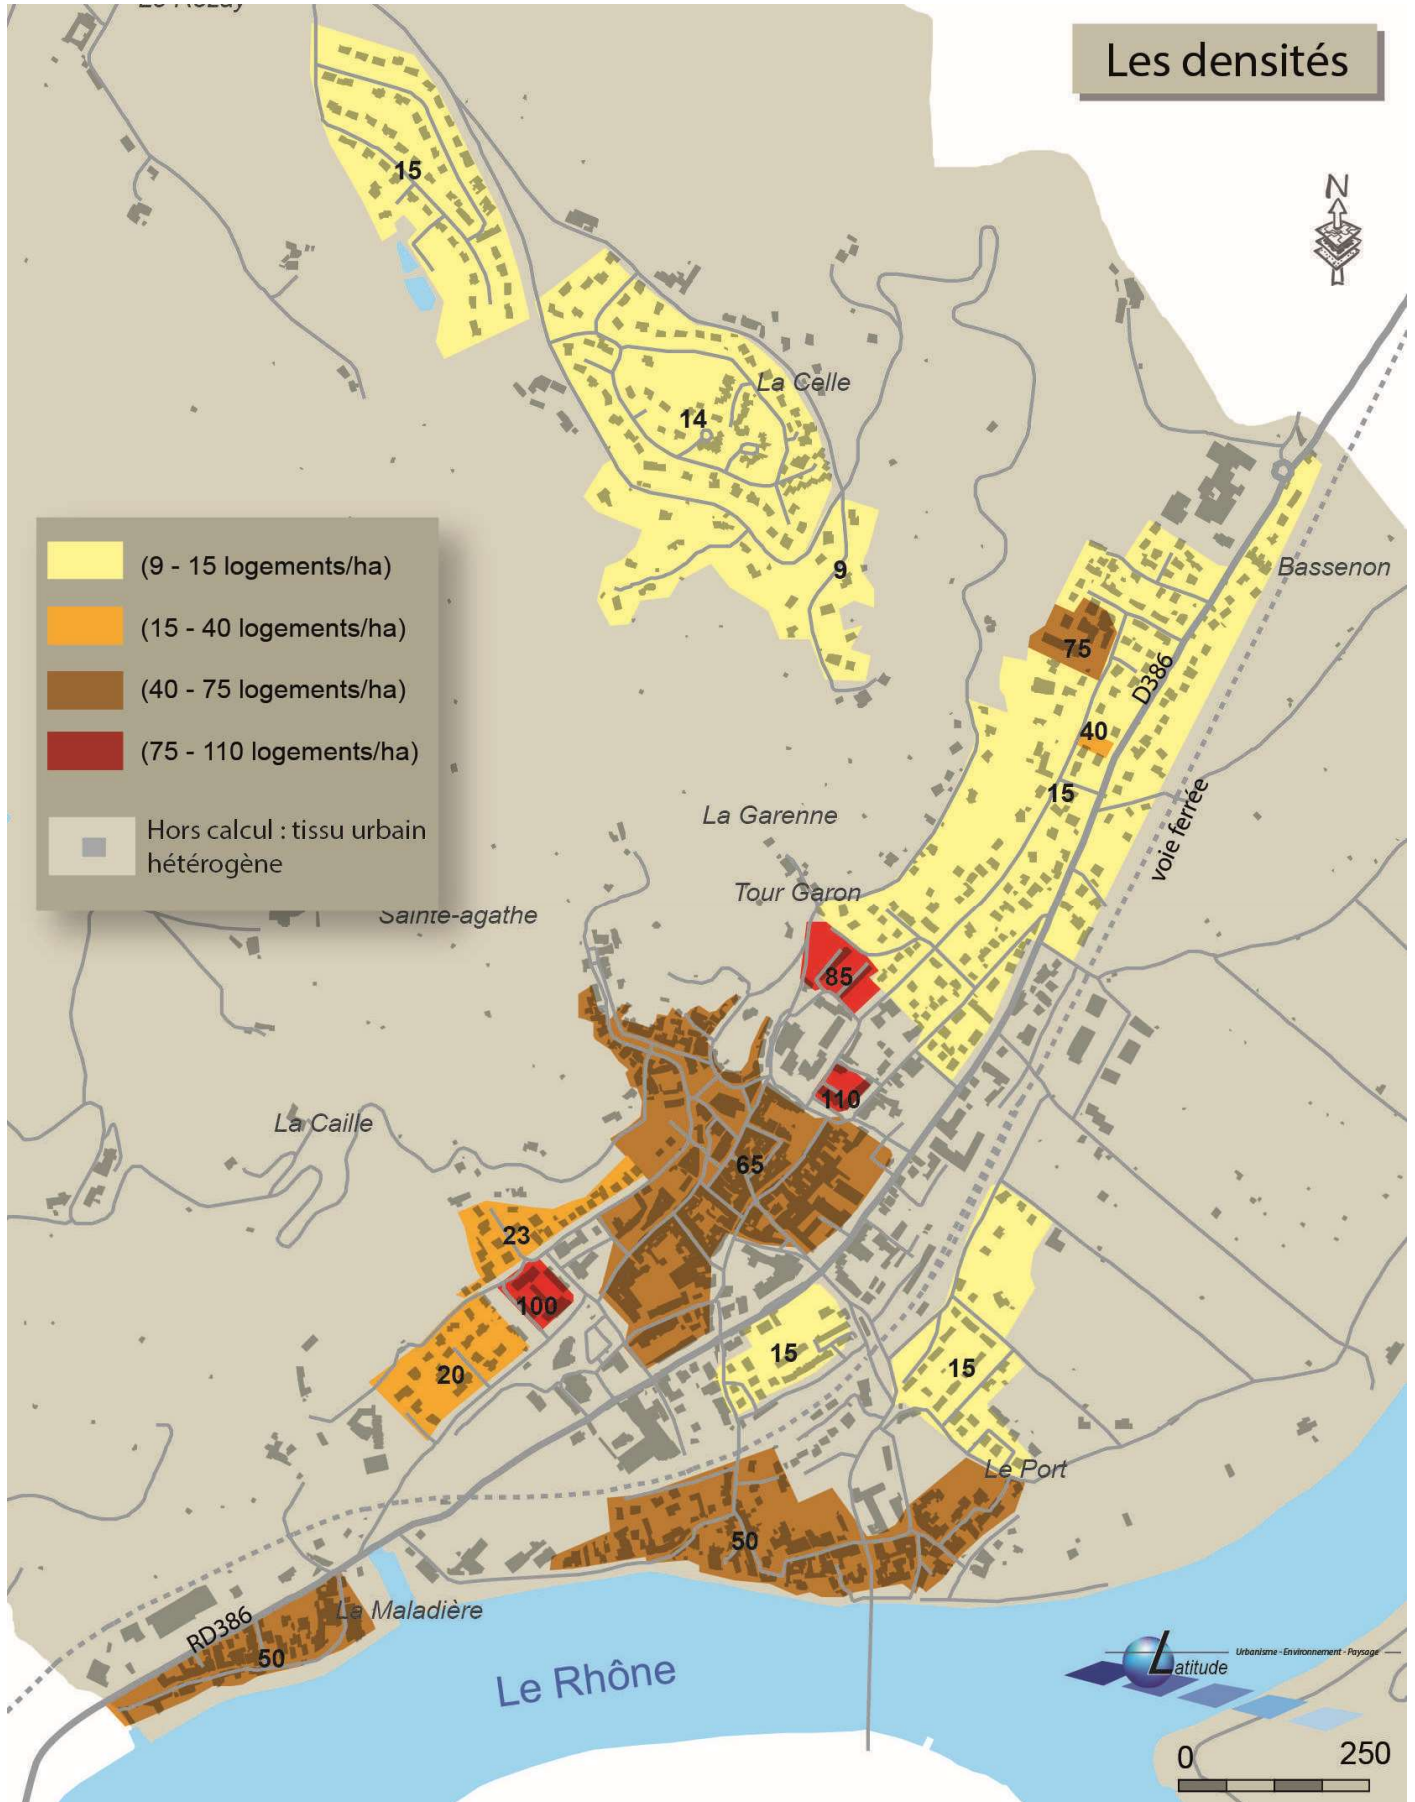 Les densités
N
15
La Celle
14
9
Bassenon
(9 - 15 logements/ha)
(15 - 40 logements/ha)
(40 - 75 logements/ha)
(75 - 110 logements/ha)
Hors calcul : tissu urbain
hétérogène
75
D386
40
15
voie ferrée
La Garenne
Tour Garon
Sainte-agathe
85
110
La Caille
65
23
100
15
15
20
Le Port
50
La Maladière
RD386
50
Le Rhône
Latitude
Urbanisme - Environnement - Paysage
0 250